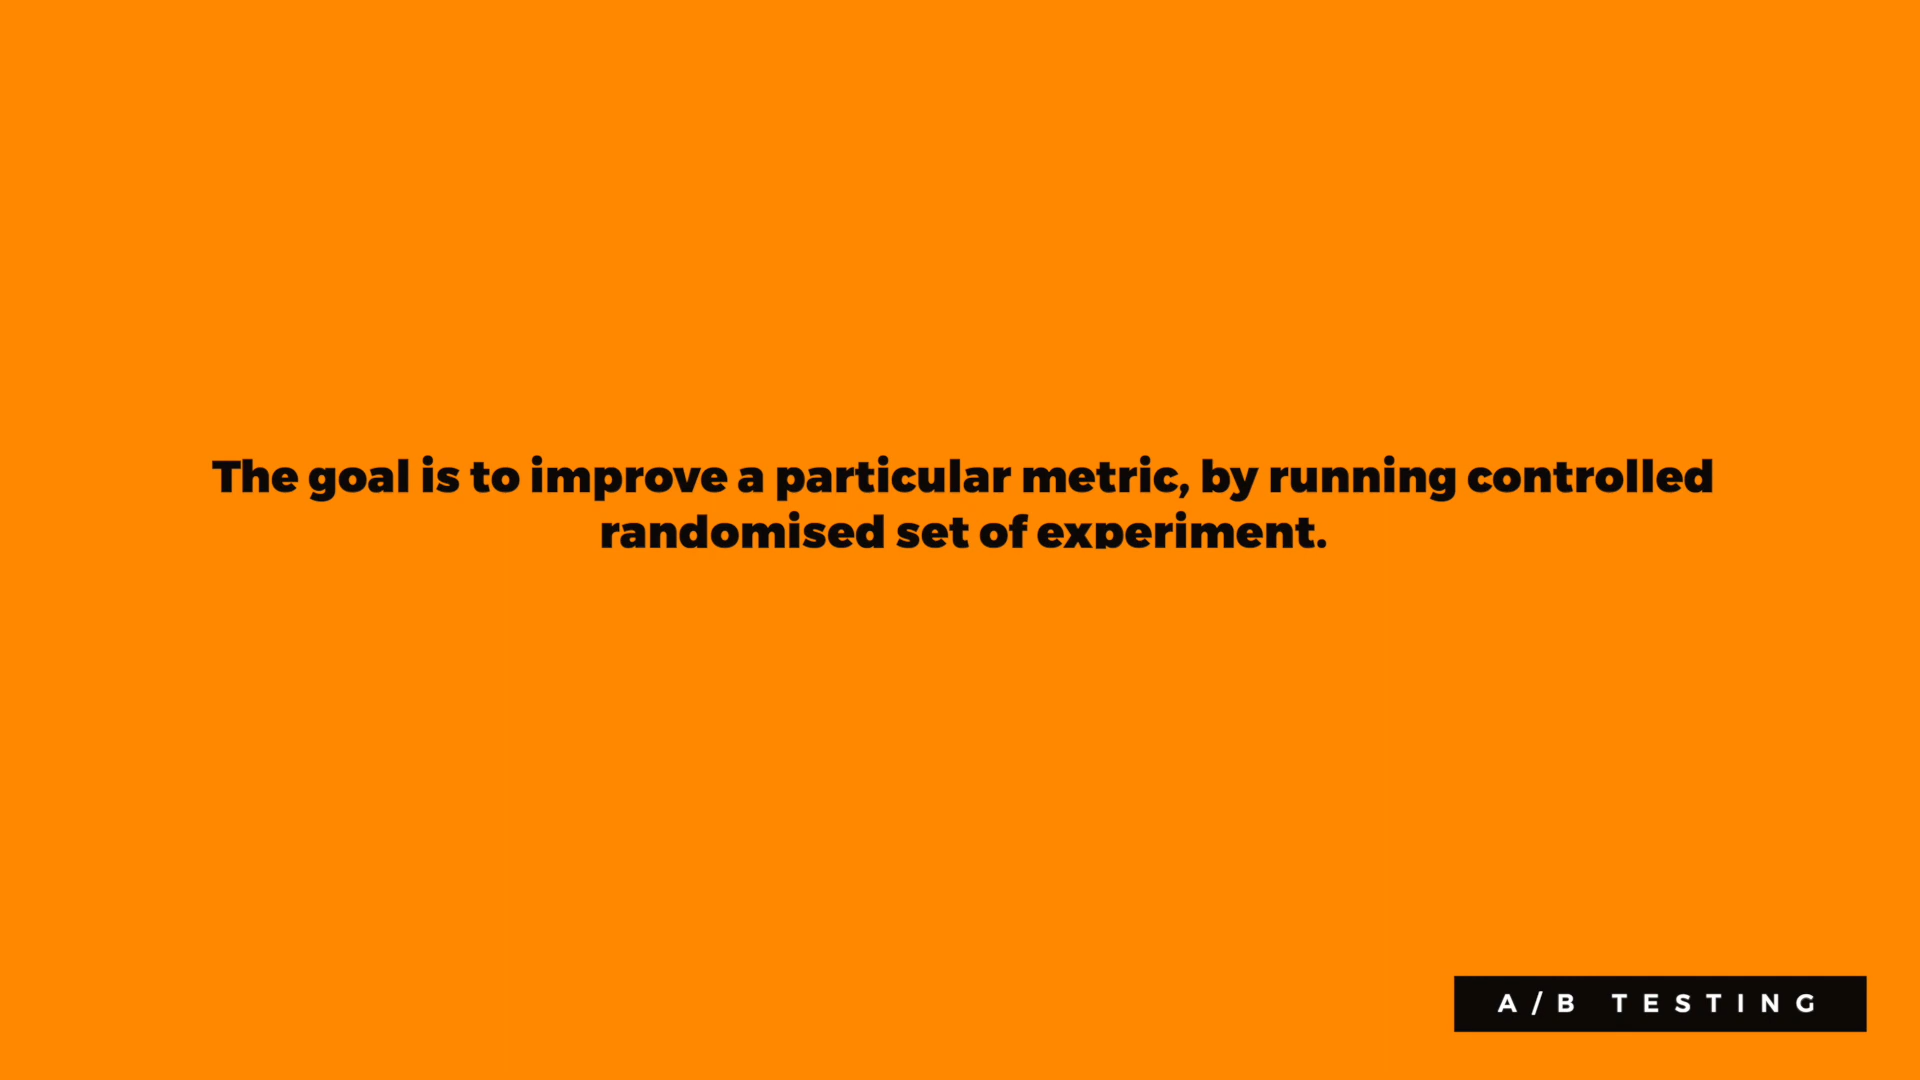 The goal is to improve a particular metric, by running controlled
randomised set of experiment.
A/B TESTING